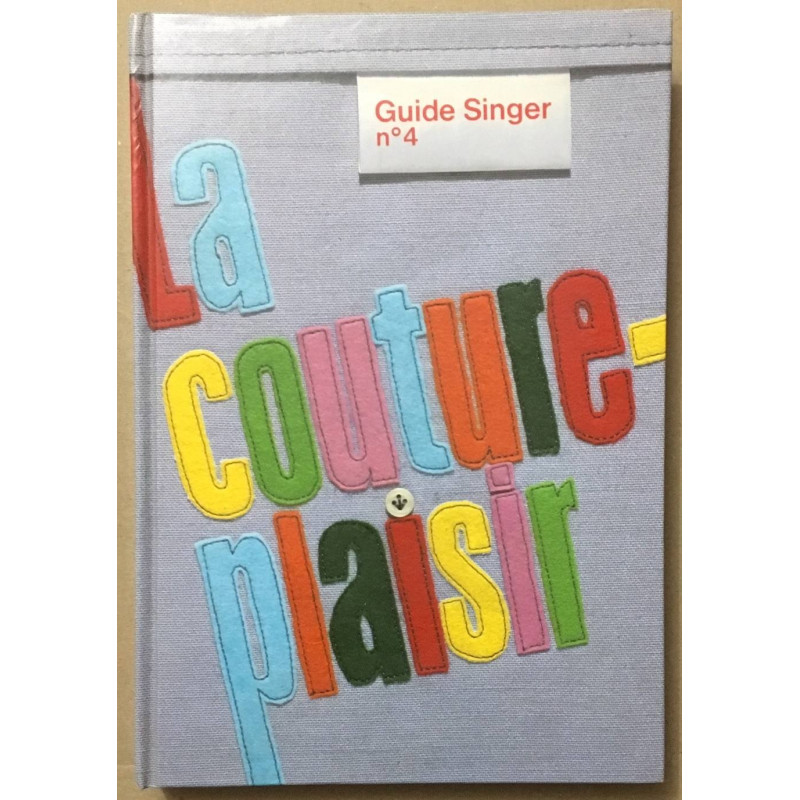 Guide Singer
n°4
La
couture-
plaisir